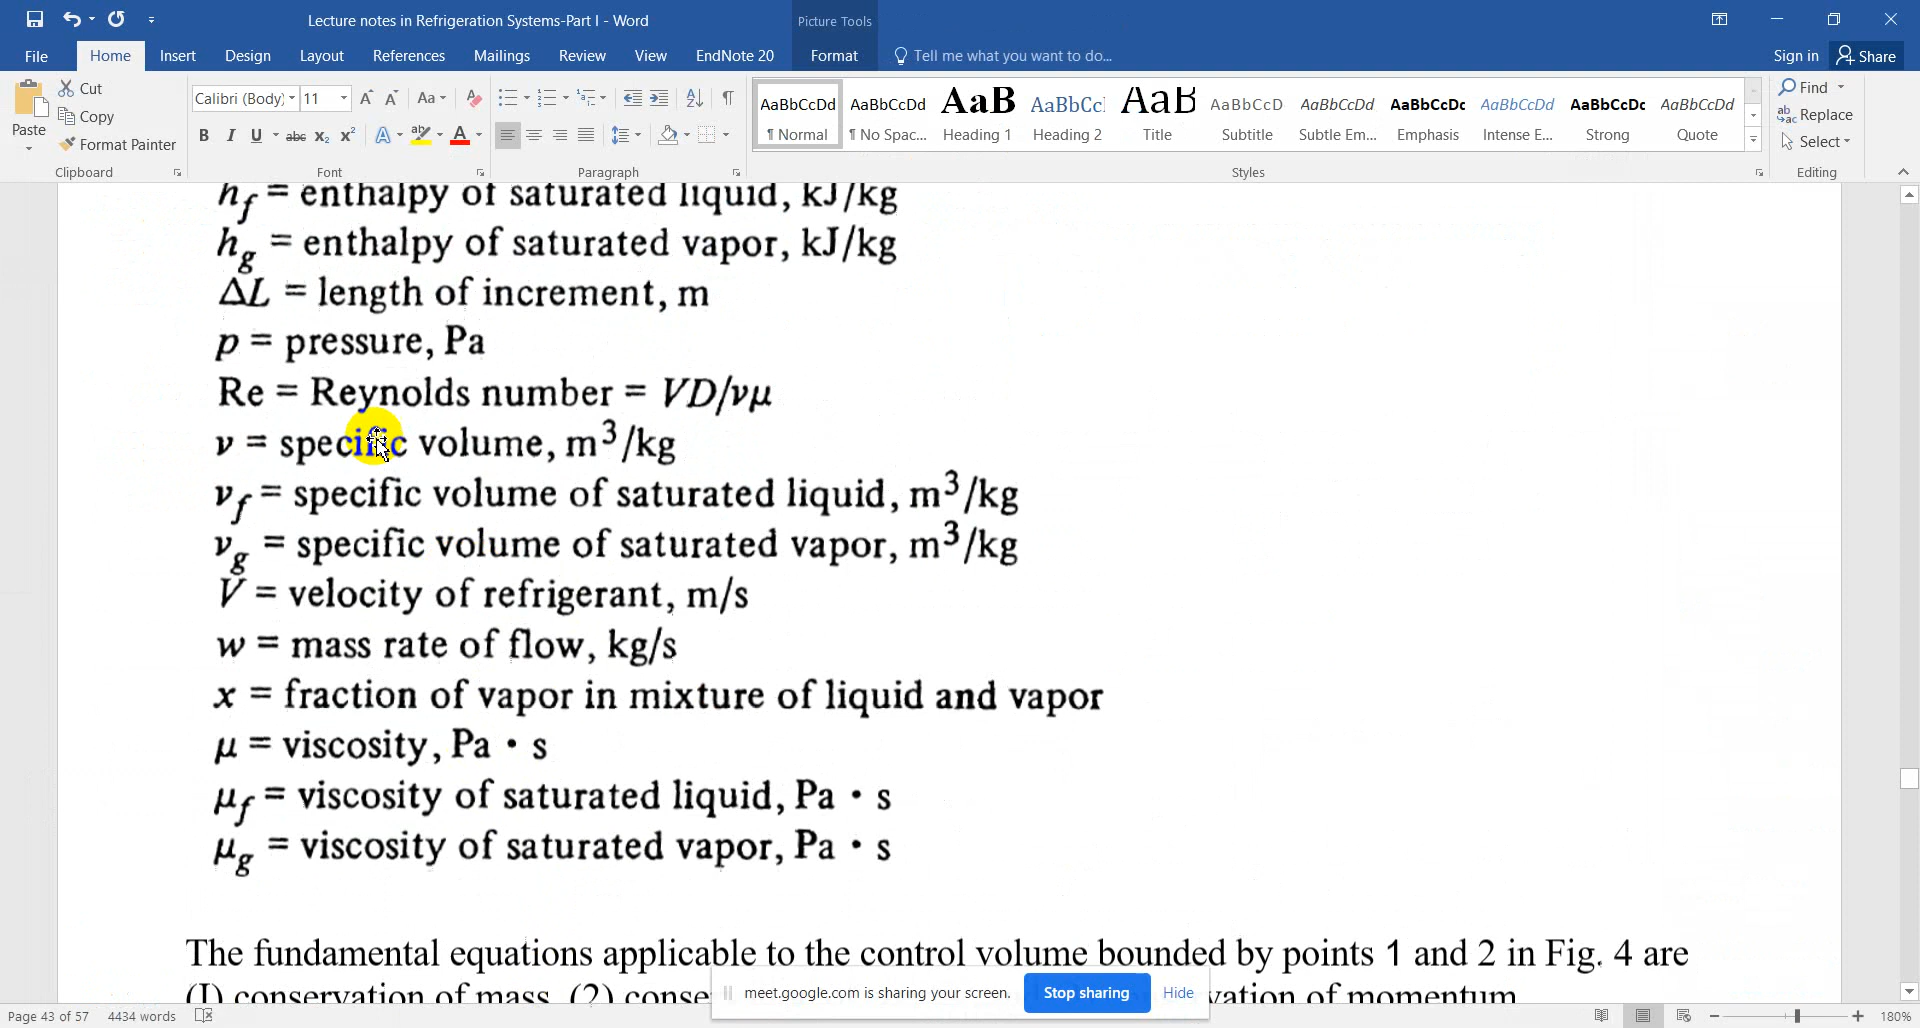 Lecture notes in Refrigeration Systems-Part I - Word
Picture Tools
File Home Insert Design Layout References Mailings Review View EndNote 20 Format Tell me what you want to do... Sign in Share
Paste
Cut
Copy
Format Painter
Clipboard
Calibri (Body) 11
Aa
B I U abc X₂ X²
Font
Paragraph
AaBbCcDd AaBbCcDd AaB AaBbCc AaB AaBbCcD AaBbCcDd AaBbCcDc AaBbCcDd AaBbCcDc AaBbCcDd
¶ Normal ¶ No Spac... Heading 1 Heading 2 Title Subtitle Subtle Em... Emphasis Intense E... Strong Quote
Styles
Find
Replace
Select
Editing
h_f = enthalpy of saturated liquid, kJ/kg
h_g = enthalpy of saturated vapor, kJ/kg
ΔL = length of increment, m
p = pressure, Pa
Re = Reynolds number = VD/νμ
ν = specific volume, m³/kg
ν_f = specific volume of saturated liquid, m³/kg
ν_g = specific volume of saturated vapor, m³/kg
V = velocity of refrigerant, m/s
w = mass rate of flow, kg/s
x = fraction of vapor in mixture of liquid and vapor
μ = viscosity, Pa · s
μ_f = viscosity of saturated liquid, Pa · s
μ_g = viscosity of saturated vapor, Pa · s
The fundamental equations applicable to the control volume bounded by points 1 and 2 in Fig. 4 are
(I) conservation of mass, (2) conse vation of momentum
meet.google.com is sharing your screen. Stop sharing Hide
Page 43 of 57 4434 words 180%